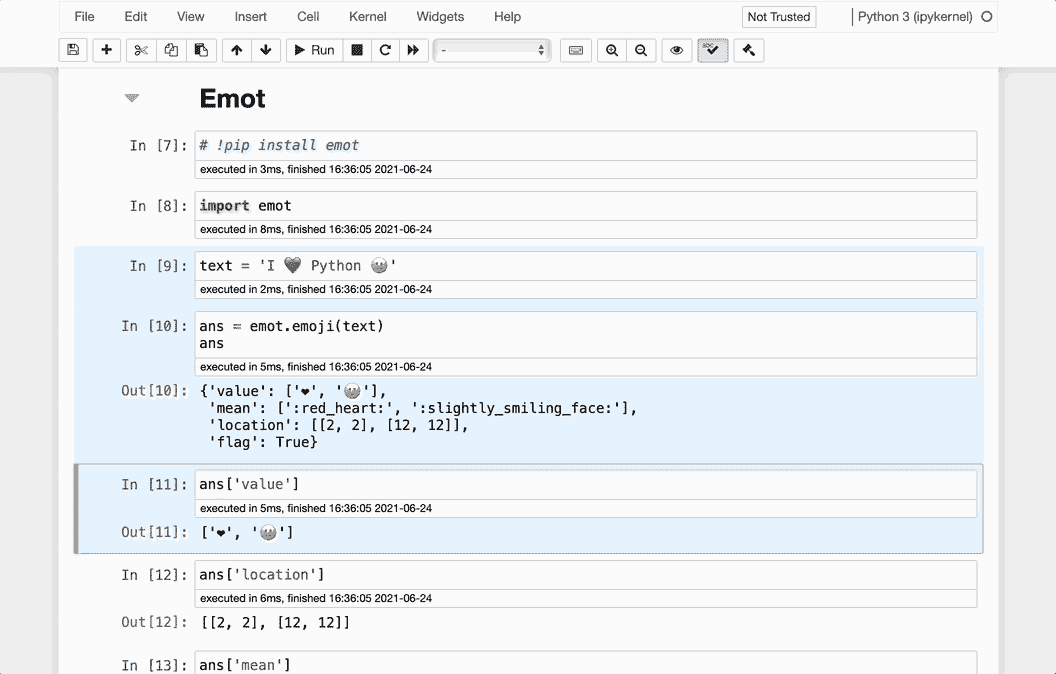 File Edit View Insert Cell Kernel Widgets Help Not Trusted Python 3 (ipykernel)
Run -
Emot
In [7]: # !pip install emot
executed in 3ms, finished 16:36:05 2021-06-24
In [8]: import emot
executed in 8ms, finished 16:36:05 2021-06-24
In [9]: text = 'I 🖤 Python 🙂'
executed in 2ms, finished 16:36:05 2021-06-24
In [10]: ans = emot.emoji(text)
ans
executed in 5ms, finished 16:36:05 2021-06-24
Out[10]: {'value': ['❤', '🙂'],
'mean': [':red_heart:', ':slightly_smiling_face:'],
'location': [[2, 2], [12, 12]],
'flag': True}
In [11]: ans['value']
executed in 5ms, finished 16:36:05 2021-06-24
Out[11]: ['❤', '🙂']
In [12]: ans['location']
executed in 6ms, finished 16:36:05 2021-06-24
Out[12]: [[2, 2], [12, 12]]
In [13]: ans['mean']